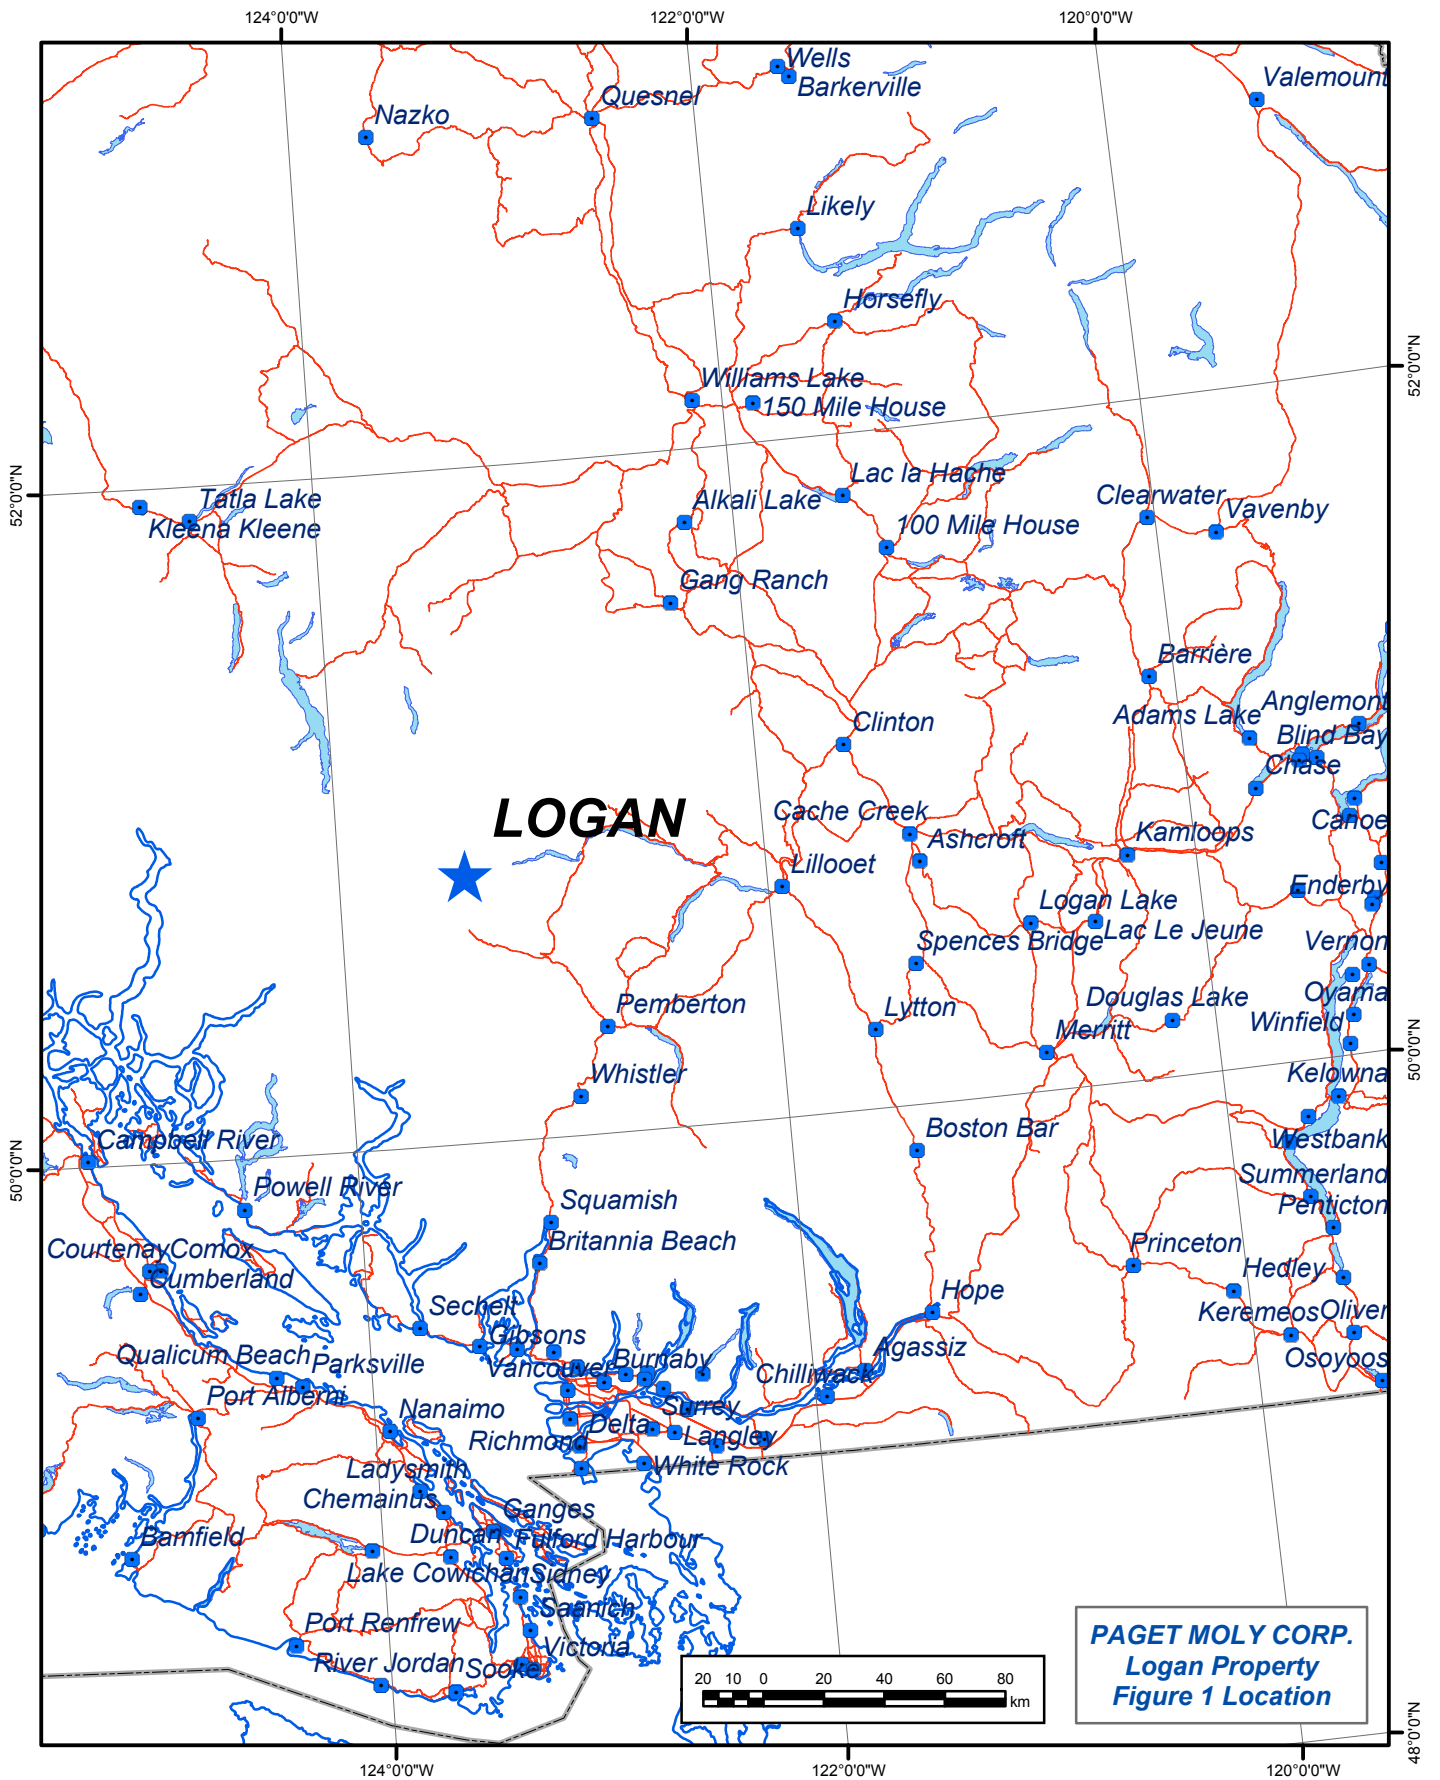 124°0'0"W
122°0'0"W
120°0'0"W
Wells
Barkerville
Valemount
Quesnel
Nazko
Likely
Horsefly
52°0'0"N
Williams Lake
150 Mile House
Lac la Hache
52°0'0"N
Tatla Lake
Kleena Kleene
Alkali Lake
100 Mile House
Clearwater
Vavenby
Gang Ranch
Barrière
Anglemont
Adams Lake
Clinton
Blind Bay
Chase
LOGAN
Cache Creek
Ashcroft
Kamloops
Canoe
Lillooet
Enderby
Logan Lake
Lac Le Jeune
Spences Bridge
Vernon
Pemberton
Lytton
Douglas Lake
Oyama
Winfield
Merritt
50°0'0"N
Whistler
Kelowna
Campbell River
Boston Bar
Westbank
50°0'0"N
Powell River
Summerland
Squamish
Penticton
Courtenay
Comox
Britannia Beach
Princeton
Cumberland
Hedley
Sechelt
Hope
Keremeos
Oliver
Gibsons
Agassiz
Qualicum Beach
Parksville
Vancouver
Burnaby
Chilliwack
Osoyoos
Port Alberni
Nanaimo
Surrey
Delta
Richmond
Langley
Ladysmith
White Rock
Chemainus
Ganges
Bamfield
Duncan
Fulford Harbour
Lake Cowichan
Sidney
Saanich
Port Renfrew
Victoria
River Jordan
Sooke
20 10 0 20 40 60 80
km
PAGET MOLY CORP.
Logan Property
Figure 1 Location
48°0'0"N
124°0'0"W
122°0'0"W
120°0'0"W